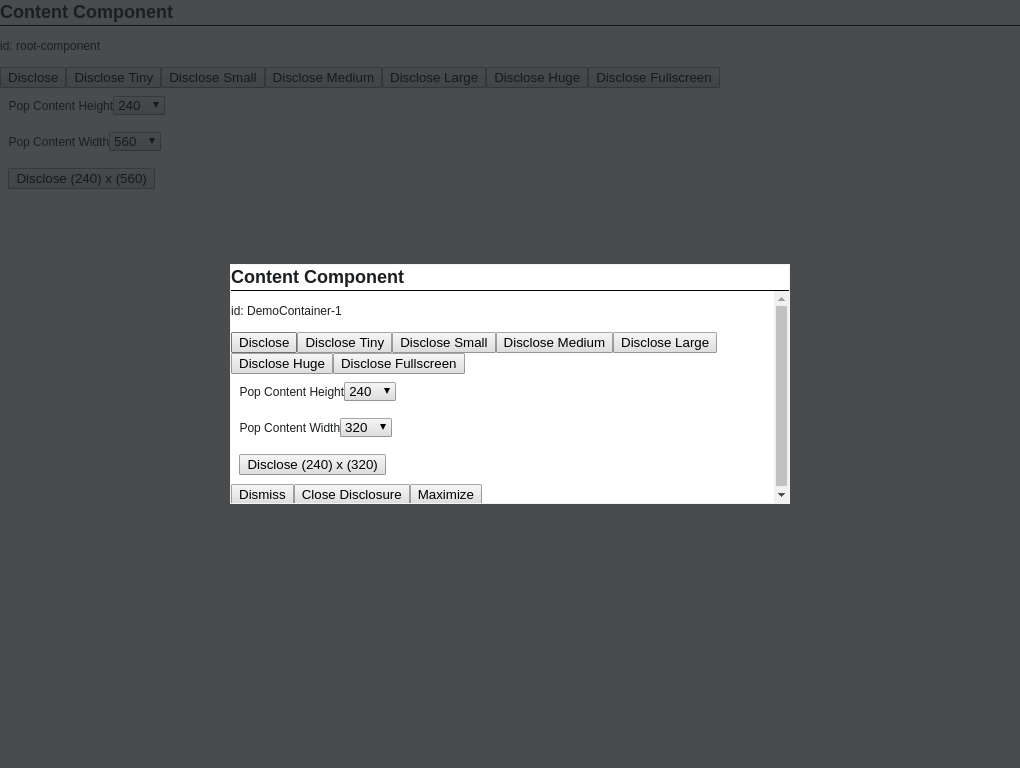 Content Component
id: root-component
Disclose Disclose Tiny Disclose Small Disclose Medium Disclose Large Disclose Huge Disclose Fullscreen
Pop Content Height 240
Pop Content Width 560
Disclose (240) x (560)
Content Component
id: DemoContainer-1
Disclose Disclose Tiny Disclose Small Disclose Medium Disclose Large
Disclose Huge Disclose Fullscreen
Pop Content Height 240
Pop Content Width 320
Disclose (240) x (320)
Dismiss Close Disclosure Maximize